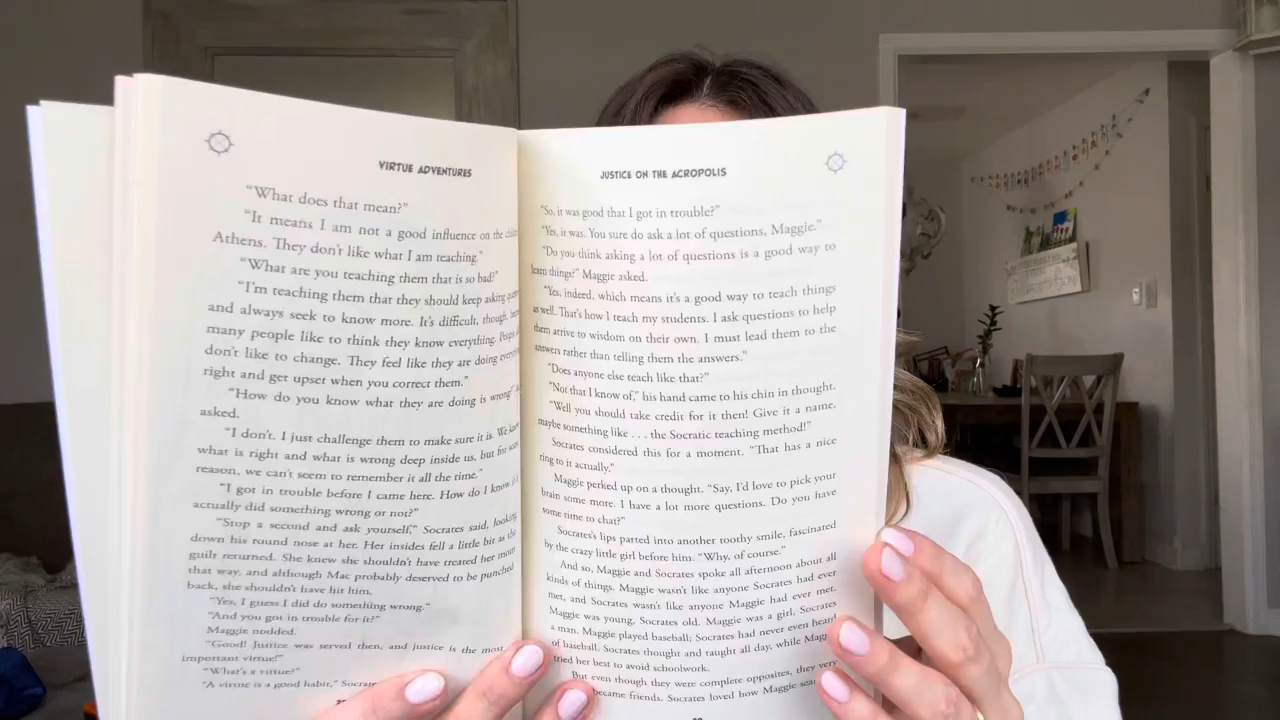 VIRTUE ADVENTURES
"What does that mean?"
"It means I am not a good influence on the
Athens. They don't like what I am teaching."
"What are you teaching them that is so bad?"
"I'm teaching them that they should keep asking
and always seek to know more. It's difficult, though,
many people like to think they know everything.
don't like to change. They feel like they are doing
right and get upset when you correct them."
"How do you know what they are doing is wrong?"
asked.
"I don't. I just challenge them to make sure it is. We
what is right and what is wrong deep inside us, but for
reason, we can't seem to remember it all the time."
"I got in trouble before I came here. How do I know if I
actually did something wrong or not?"
"Stop a second and ask yourself," Socrates said, looking
down his round nose at her. Her insides fell a little bit as the
guilt returned. She knew she shouldn't have treated her mom
that way, and although Mac probably deserved to be punched
back, she shouldn't have hit him.
"Yes, I guess I did do something wrong."
"And you got in trouble for it?"
Maggie nodded.
"Good! Justice was served then, and justice is the most
important virtue!"
"What's a virtue?"
"A virtue is a good habit,"
JUSTICE ON THE ACROPOLIS
"So, it was good that I got in trouble?"
"Yes, it was. You sure do ask a lot of questions, Maggie."
"Do you think asking a lot of questions is a good way to
learn things?" Maggie asked.
"Yes, indeed, which means it's a good way to teach things
as well. That's how I teach my students. I ask questions to help
them arrive to wisdom on their own. I must lead them to the
answers rather than telling them the answers."
"Does anyone else teach like that?"
"Not that I know of," his hand came to his chin in thought.
"Well you should take credit for it then! Give it a name,
maybe something like . . . the Socratic teaching method!"
Socrates considered this for a moment. "That has a nice
ring to it actually."
Maggie perked up on a thought. "Say, I'd love to pick your
brain some more. I have a lot more questions. Do you have
some time to chat?"
Socrates's lips parted into another toothy smile, fascinated
by the crazy little girl before him. "Why, of course."
And so, Maggie and Socrates spoke all afternoon about all
kinds of things. Maggie wasn't like anyone Socrates had ever
met, and Socrates wasn't like anyone Maggie had ever met.
Maggie was young, Socrates old. Maggie was a girl, Socrates
a man. Maggie played baseball; Socrates had never even heard
of baseball. Socrates thought and taught all day, while Maggie
tried her best to avoid schoolwork.
But even though they were complete opposites, they very
became friends. Socrates loved how Maggie